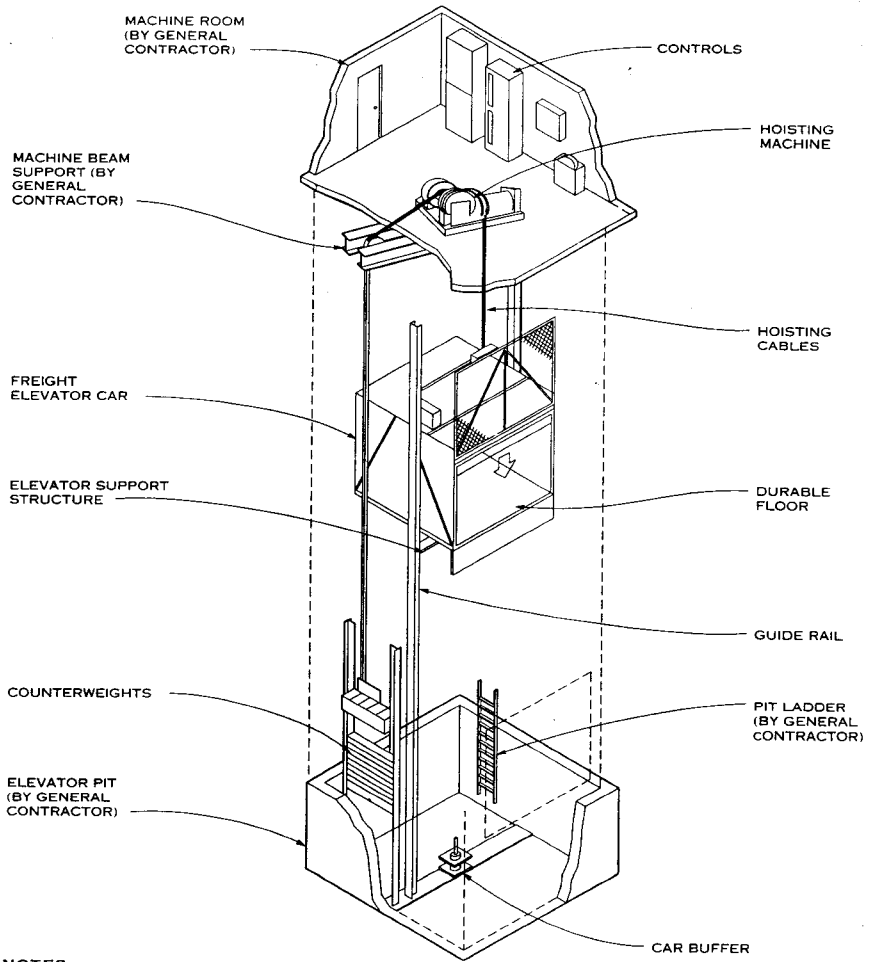 MACHINE ROOM
(BY GENERAL
CONTRACTOR)
CONTROLS
HOISTING
MACHINE
MACHINE BEAM
SUPPORT (BY
GENERAL
CONTRACTOR)
HOISTING
CABLES
FREIGHT
ELEVATOR CAR
ELEVATOR SUPPORT
STRUCTURE
DURABLE
FLOOR
GUIDE RAIL
COUNTERWEIGHTS
PIT LADDER
(BY GENERAL
CONTRACTOR)
ELEVATOR PIT
(BY GENERAL
CONTRACTOR)
CAR BUFFER
NOTES